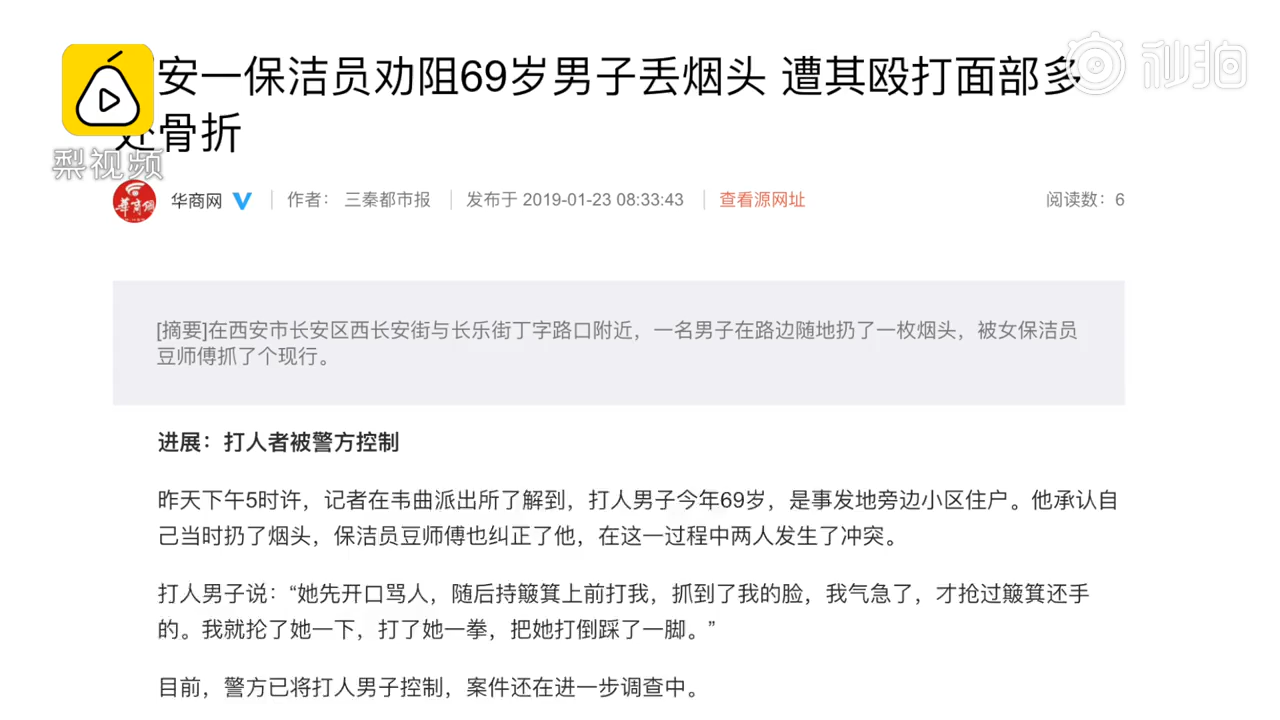 安一保洁员劝阻69岁男子丢烟头 遭其殴打面部多
处骨折
梨视频
秒拍
華商網
华商网
作者： 三秦都市报
发布于 2019-01-23 08:33:43
查看源网址
阅读数：6
[摘要]在西安市长安区西长安街与长乐街丁字路口附近，一名男子在路边随地扔了一枚烟头，被女保洁员
豆师傅抓了个现行。
进展：打人者被警方控制
昨天下午5时许，记者在韦曲派出所了解到，打人男子今年69岁，是事发地旁边小区住户。他承认自
己当时扔了烟头，保洁员豆师傅也纠正了他，在这一过程中两人发生了冲突。
打人男子说：“她先开口骂人，随后持簸箕上前打我，抓到了我的脸，我气急了，才抢过簸箕还手
的。我就抡了她一下，打了她一拳，把她打倒踩了一脚。”
目前，警方已将打人男子控制，案件还在进一步调查中。